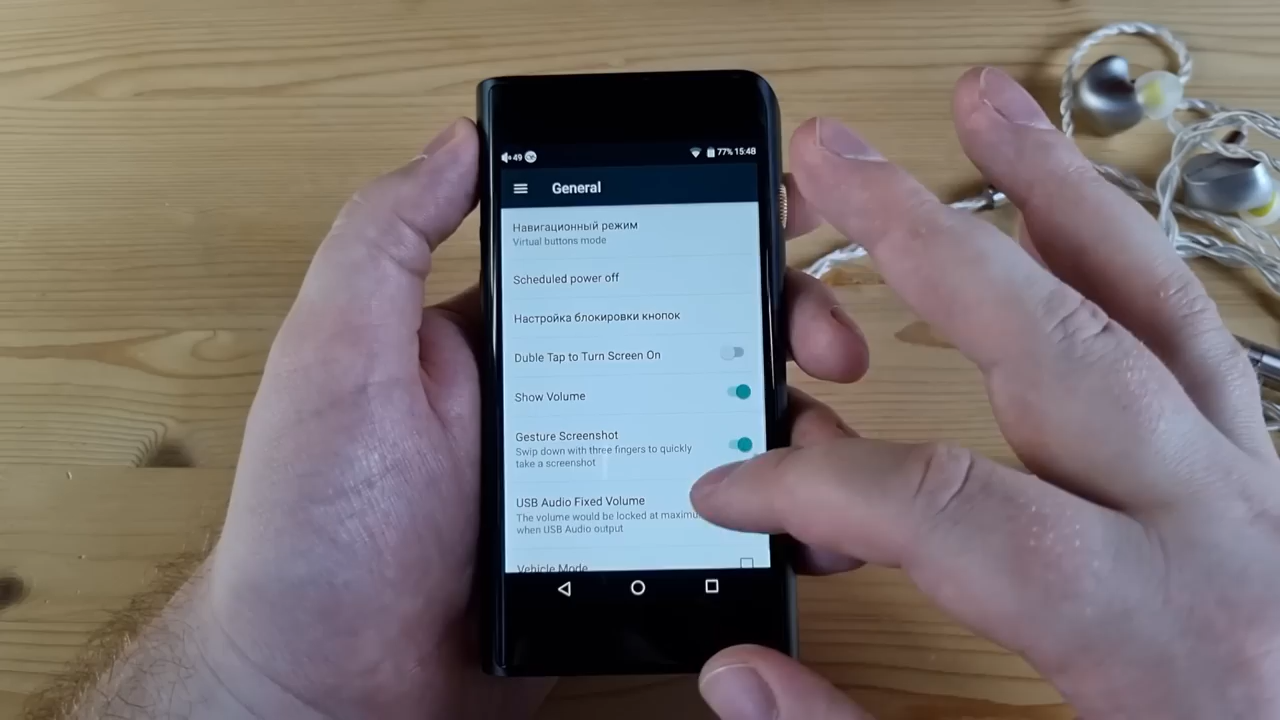 49
77% 15:48
General
Навигационный режим
Virtual buttons mode
Scheduled power off
Настройка блокировки кнопок
Duble Tap to Turn Screen On
Show Volume
Gesture Screenshot
Swip down with three fingers to quickly
take a screenshot
USB Audio Fixed Volume
The volume would be locked at maximu
when USB Audio output
Vehicle Mode